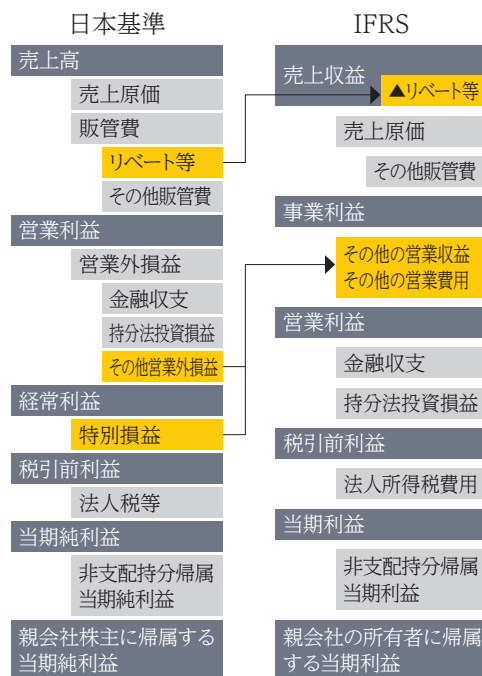 日本基準
売上高
売上原価
販管費
リベート等
その他販管費
営業利益
営業外損益
金融収支
持分法投資損益
その他営業外損益
経常利益
特別損益
税引前利益
法人税等
当期純利益
非支配持分帰属
当期純利益
親会社株主に帰属する
当期純利益
IFRS
売上収益
▲リベート等
売上原価
その他販管費
事業利益
その他の営業収益
その他の営業費用
営業利益
金融収支
持分法投資損益
税引前利益
法人所得税費用
当期利益
非支配持分帰属
当期利益
親会社の所有者に帰属
する当期利益